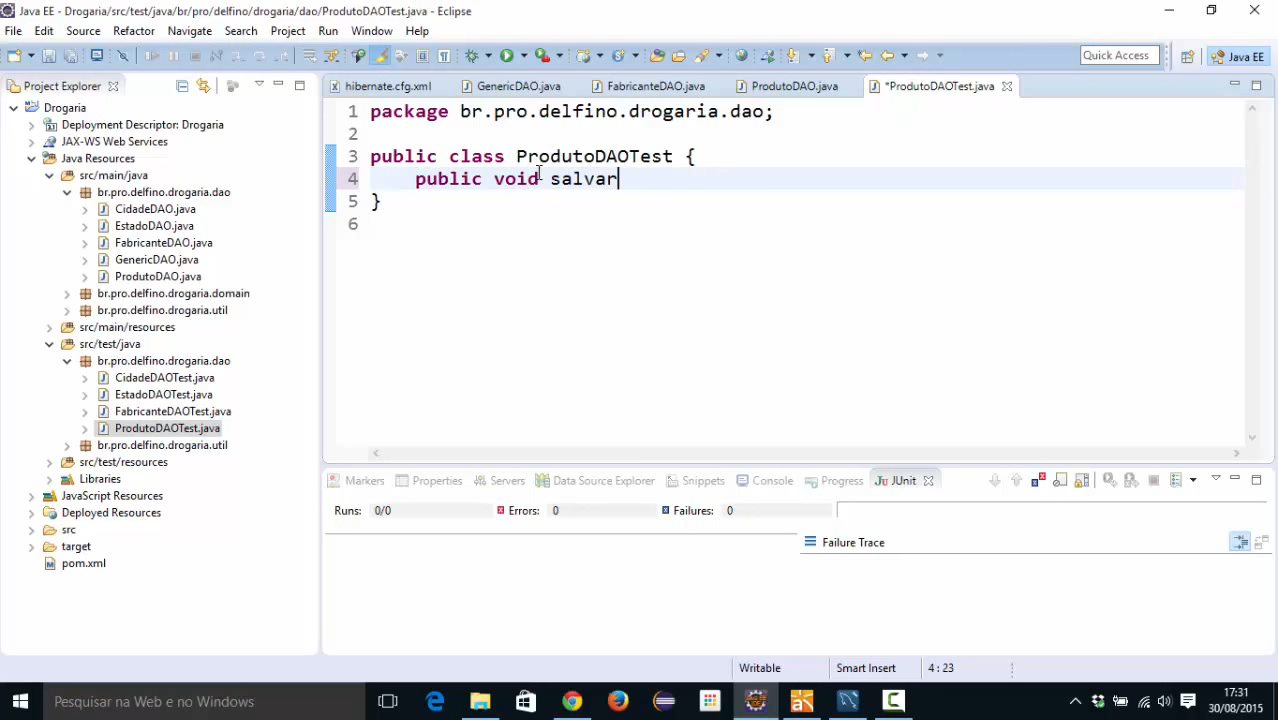 Java EE - Drogaria/src/test/java/br/pro/delfino/drogaria/dao/ProdutoDAOTest.java - Eclipse
File Edit Source Refactor Navigate Search Project Run Window Help
Quick Access
Java EE
Project Explorer
hibernate.cfg.xml
GenericDAO.java
FabricanteDAO.java
ProdutoDAO.java
*ProdutoDAOTest.java
Drogaria
Deployment Descriptor: Drogaria
JAX-WS Web Services
Java Resources
src/main/java
br.pro.delfino.drogaria.dao
CidadeDAO.java
EstadoDAO.java
FabricanteDAO.java
GenericDAO.java
ProdutoDAO.java
br.pro.delfino.drogaria.domain
br.pro.delfino.drogaria.util
src/main/resources
src/test/java
br.pro.delfino.drogaria.dao
CidadeDAOTest.java
EstadoDAOTest.java
FabricanteDAOTest.java
ProdutoDAOTest.java
br.pro.delfino.drogaria.util
src/test/resources
Libraries
JavaScript Resources
Deployed Resources
src
target
pom.xml
1 package br.pro.delfino.drogaria.dao;
2
3 public class ProdutoDAOTest {
4 public void salvar
5 }
6
Markers Properties Servers Data Source Explorer Snippets Console Progress JUnit
Runs: 0/0 Errors: 0 Failures: 0
Failure Trace
Writable Smart Insert 4 : 23
Pesquisar na Web e no Windows
17:31
30/08/2015